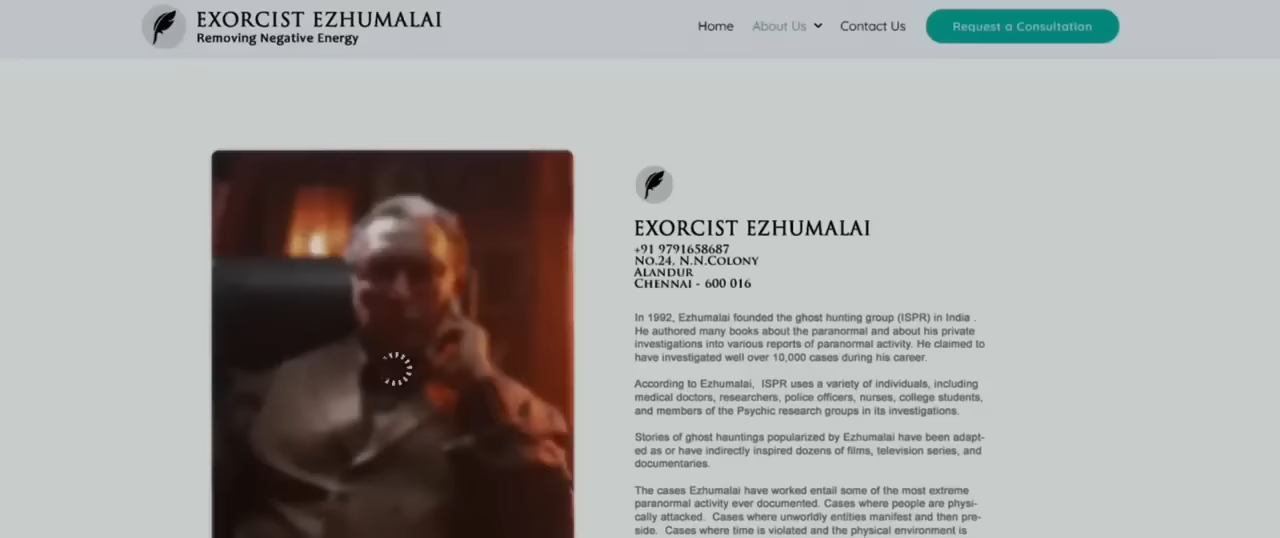 EXORCIST EZHUMALAI
Removing Negative Energy
Home
About Us
Contact Us
Request a Consultation
EXORCIST EZHUMALAI
+91 9791658687
No.24, N.N.Colony
Alandur
Chennai - 600 016
In 1992, Ezhumalai founded the ghost hunting group (ISPR) in India .
He authored many books about the paranormal and about his private
investigations into various reports of paranormal activity. He claimed to
have investigated well over 10,000 cases during his career.
According to Ezhumalai,  ISPR uses a variety of individuals, including
medical doctors, researchers, police officers, nurses, college students,
and members of the Psychic research groups in its investigations.
Stories of ghost hauntings popularized by Ezhumalai have been adapt-
ed as or have indirectly inspired dozens of films, television series, and
documentaries.
The cases Ezhumalai have worked entail some of the most extreme
paranormal activity ever documented. Cases where people are physi-
cally attacked.  Cases where unworldly entities manifest and then pre-
side.  Cases where time is violated and the physical environment is